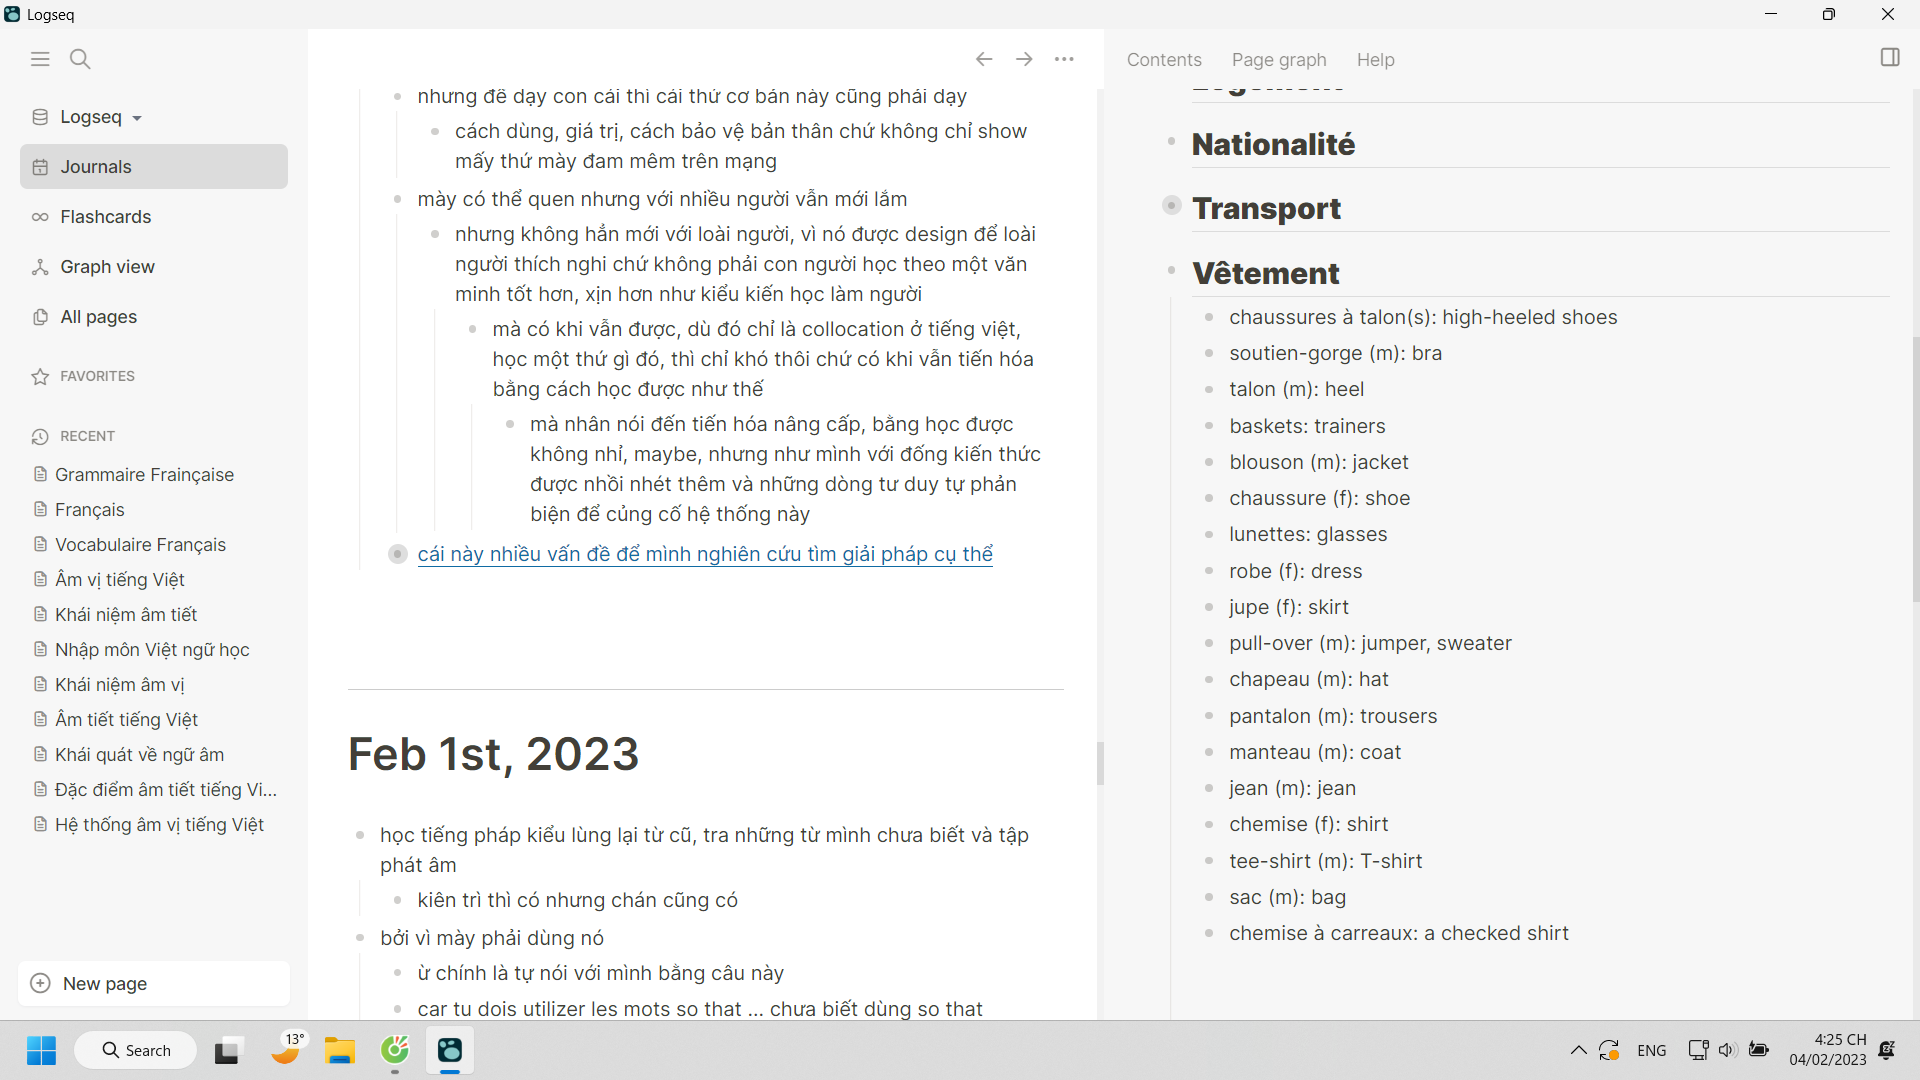 Logseq
Logseq
Journals
Flashcards
Graph view
All pages
FAVORITES
RECENT
Grammaire Frainçaise
Français
Vocabulaire Français
Âm vị tiếng Việt
Khái niệm âm tiết
Nhập môn Việt ngữ học
Khái niệm âm vị
Âm tiết tiếng Việt
Khái quát về ngữ âm
Đặc điểm âm tiết tiếng Vi...
Hệ thống âm vị tiếng Việt
New page
nhưng để dạy con cái thì cái thứ cơ bản này cũng phải dạy
cách dùng, giá trị, cách bảo vệ bản thân chứ không chỉ show
mấy thứ mày đam mêm trên mạng
mày có thể quen nhưng với nhiều người vẫn mới lắm
nhưng không hẳn mới với loài người, vì nó được design để loài
người thích nghi chứ không phải con người học theo một văn
minh tốt hơn, xịn hơn như kiểu kiến học làm người
mà có khi vẫn được, dù đó chỉ là collocation ở tiếng việt,
học một thứ gì đó, thì chỉ khó thôi chứ có khi vẫn tiến hóa
bằng cách học được như thế
mà nhân nói đến tiến hóa nâng cấp, bằng học được
không nhỉ, maybe, nhưng như mình với đống kiến thức
được nhồi nhét thêm và những dòng tư duy tự phản
biện để củng cố hệ thống này
cái này nhiều vấn đề để mình nghiên cứu tìm giải pháp cụ thể
Feb 1st, 2023
học tiếng pháp kiểu lùng lại từ cũ, tra những từ mình chưa biết và tập
phát âm
kiên trì thì có nhưng chán cũng có
bởi vì mày phải dùng nó
ừ chính là tự nói với mình bằng câu này
car tu dois utilizer les mots so that ... chưa biết dùng so that
Contents Page graph Help
Nationalité
Transport
Vêtement
chaussures à talon(s): high-heeled shoes
soutien-gorge (m): bra
talon (m): heel
baskets: trainers
blouson (m): jacket
chaussure (f): shoe
lunettes: glasses
robe (f): dress
jupe (f): skirt
pull-over (m): jumper, sweater
chapeau (m): hat
pantalon (m): trousers
manteau (m): coat
jean (m): jean
chemise (f): shirt
tee-shirt (m): T-shirt
sac (m): bag
chemise à carreaux: a checked shirt
Search
13°
ENG
4:25 CH
04/02/2023